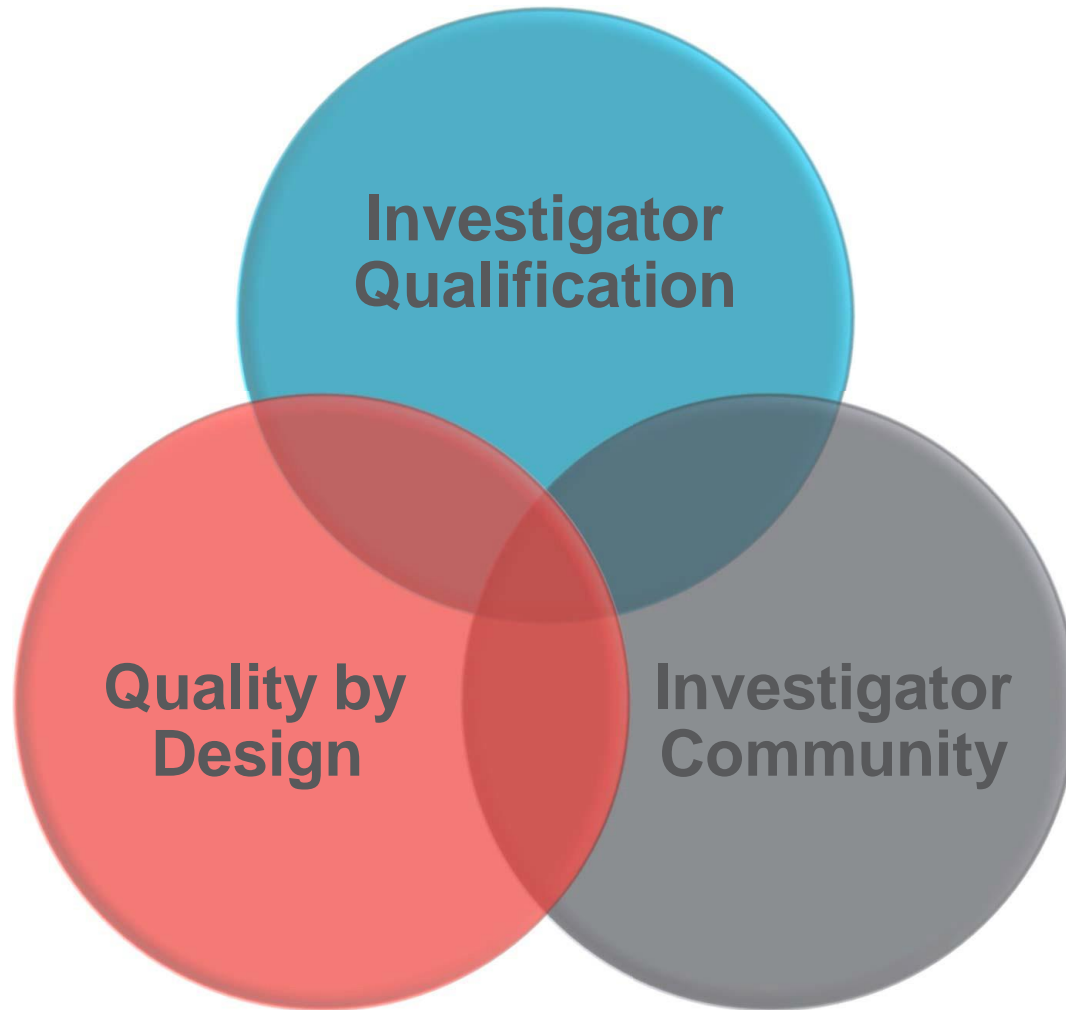 Investigator
Qualification
Quality by
Design
Investigator
Community